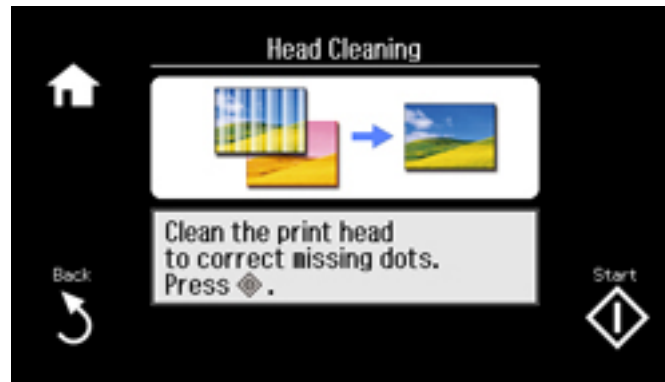 Head Cleaning
Clean the print head
to correct missing dots.
Press .
Back
Start